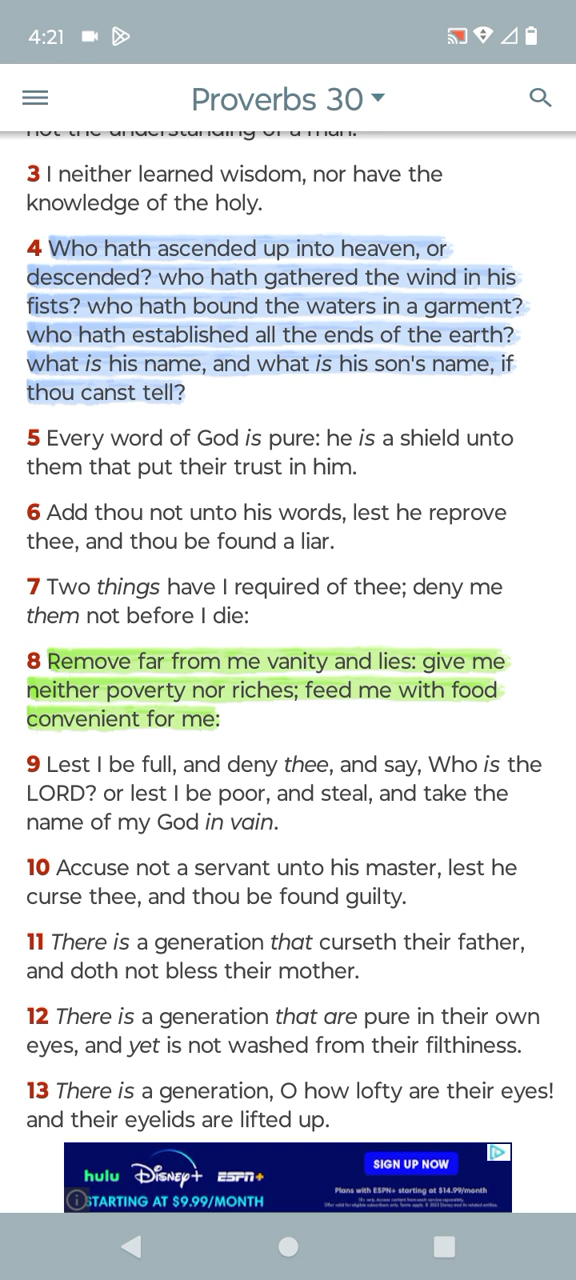 4:21
Proverbs 30
not the understanding of a man.
3 I neither learned wisdom, nor have the
knowledge of the holy.
4 Who hath ascended up into heaven, or
descended? who hath gathered the wind in his
fists? who hath bound the waters in a garment?
who hath established all the ends of the earth?
what is his name, and what is his son's name, if
thou canst tell?
5 Every word of God is pure: he is a shield unto
them that put their trust in him.
6 Add thou not unto his words, lest he reprove
thee, and thou be found a liar.
7 Two things have I required of thee; deny me
them not before I die:
8 Remove far from me vanity and lies: give me
neither poverty nor riches; feed me with food
convenient for me:
9 Lest I be full, and deny thee, and say, Who is the
LORD? or lest I be poor, and steal, and take the
name of my God in vain.
10 Accuse not a servant unto his master, lest he
curse thee, and thou be found guilty.
11 There is a generation that curseth their father,
and doth not bless their mother.
12 There is a generation that are pure in their own
eyes, and yet is not washed from their filthiness.
13 There is a generation, O how lofty are their eyes!
and their eyelids are lifted up.
hulu Disney+ ESPN+
STARTING AT $9.99/MONTH
SIGN UP NOW
Plans with ESPN+ starting at $14.99/month